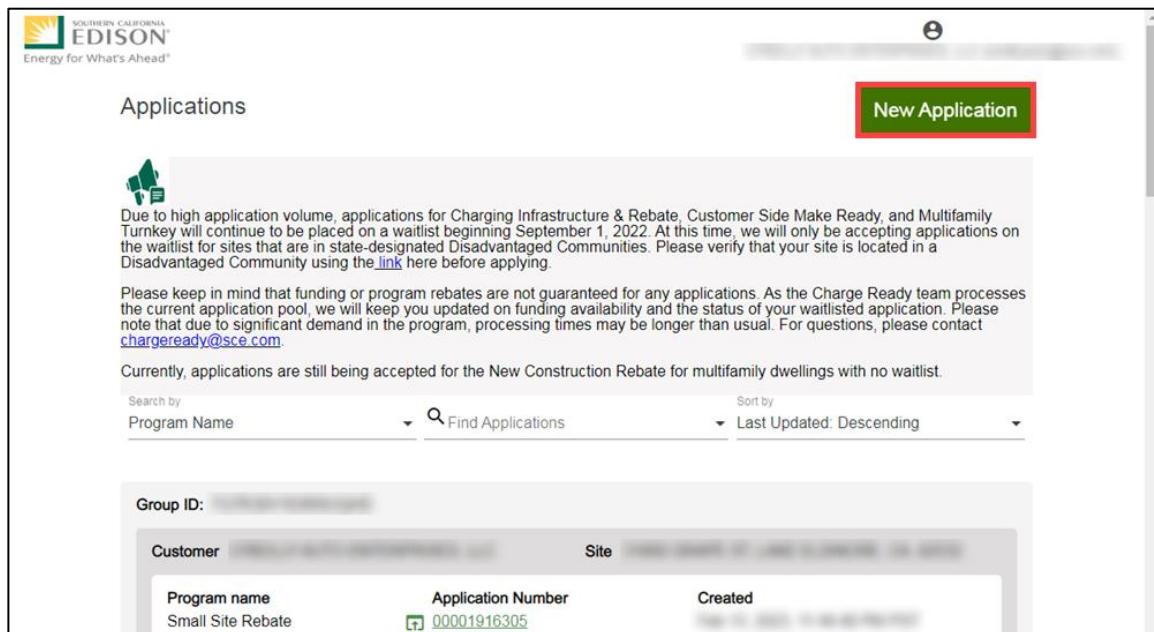 SOUTHERN CALIFORNIA
EDISON
Energy for What's Ahead®
Applications
New Application
Due to high application volume, applications for Charging Infrastructure & Rebate, Customer Side Make Ready, and Multifamily
Turnkey will continue to be placed on a waitlist beginning September 1, 2022. At this time, we will only be accepting applications on
the waitlist for sites that are in state-designated Disadvantaged Communities. Please verify that your site is located in a
Disadvantaged Community using the link here before applying.
Please keep in mind that funding or program rebates are not guaranteed for any applications. As the Charge Ready team processes
the current application pool, we will keep you updated on funding availability and the status of your waitlisted application. Please
note that due to significant demand in the program, processing times may be longer than usual. For questions, please contact
chargeready@sce.com.
Currently, applications are still being accepted for the New Construction Rebate for multifamily dwellings with no waitlist.
Search by
Program Name
Find Applications
Sort by
Last Updated: Descending
Group ID:
Customer
Site
Program name
Application Number
Created
Small Site Rebate
00001916305